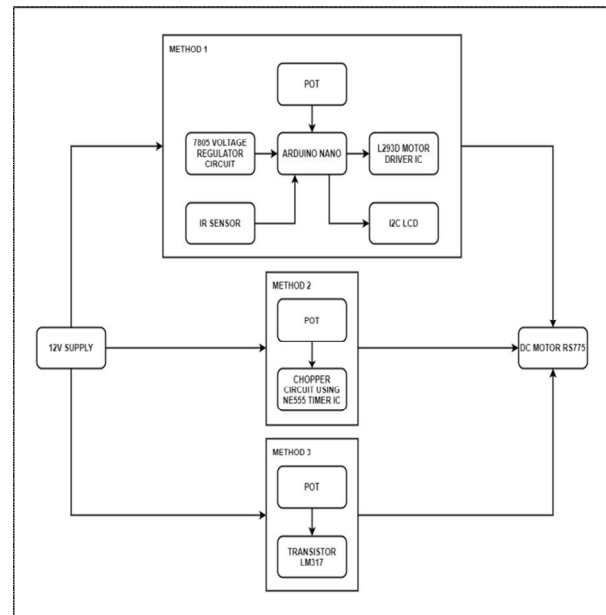 METHOD 1
POT
7805 VOLTAGE
REGULATOR
CIRCUIT
ARDUINO NANO
L293D MOTOR
DRIVER IC
IR SENSOR
I2C LCD
METHOD 2
POT
12V SUPPLY
DC MOTOR RS775
CHOPPER
CIRCUIT USING
NE555 TIMER IC
METHOD 3
POT
TRANSISTOR
LM317